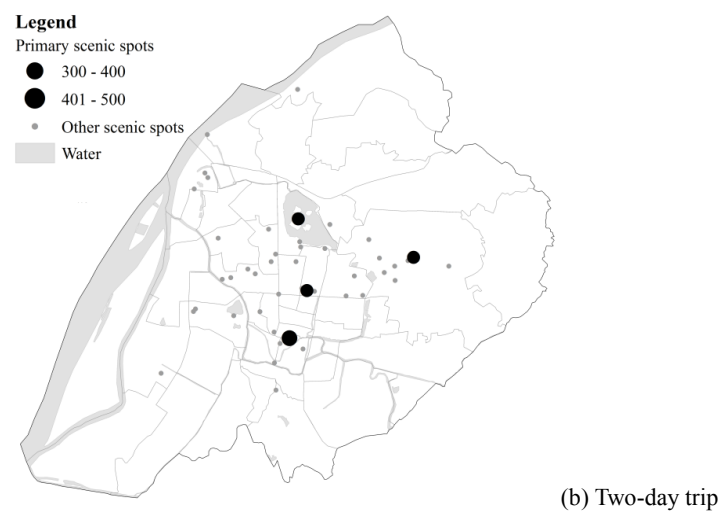 Legend
Primary scenic spots
300 - 400
401 - 500
Other scenic spots
Water
(b) Two-day trip